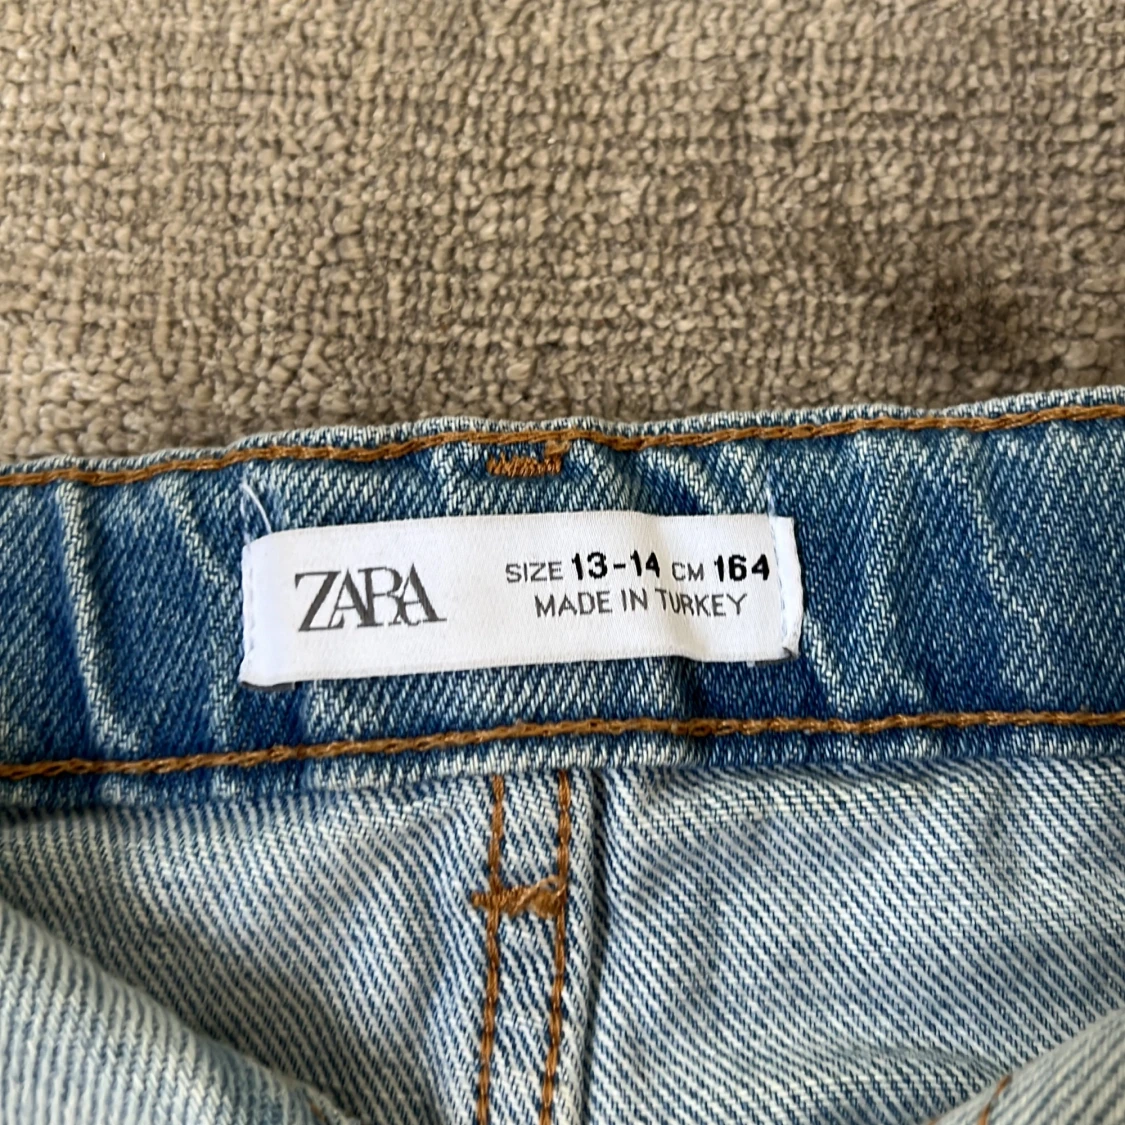 ZARA
SIZE 13-14 CM 164
MADE IN TURKEY